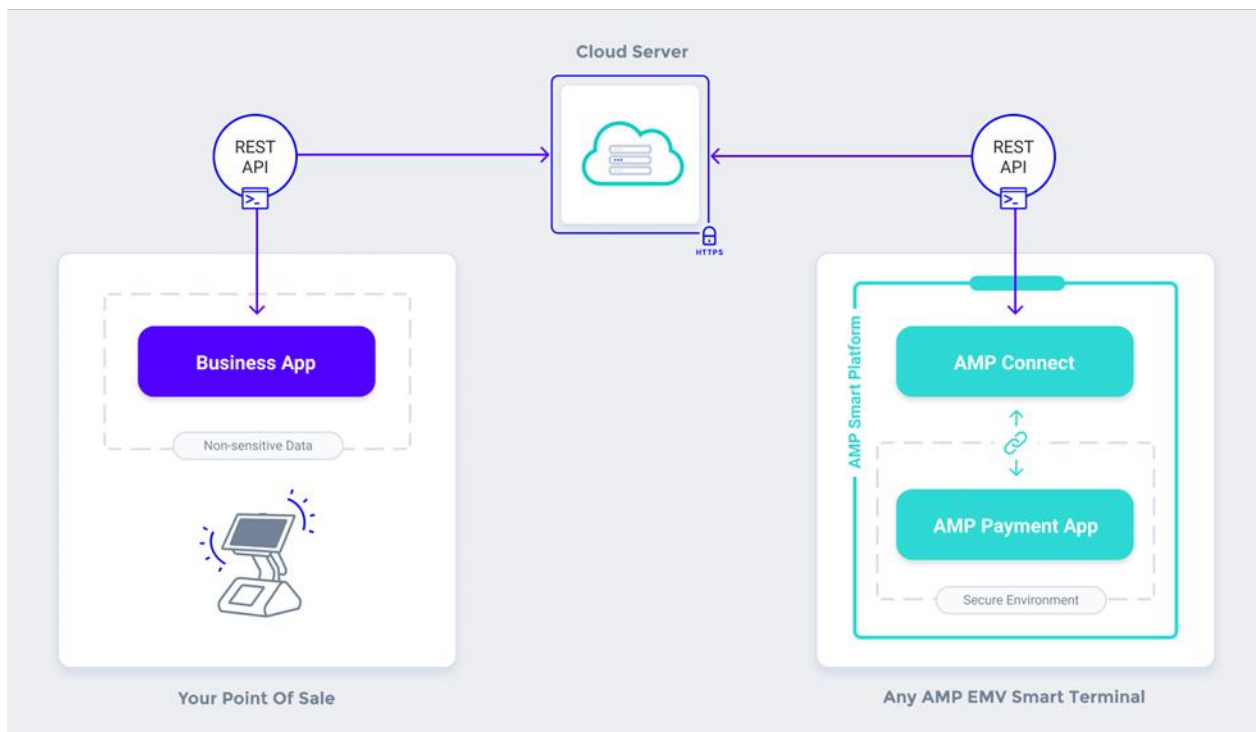 Cloud Server
REST
API
REST
API
>_
>_
HTTPS
Business App
AMP Connect
AMP Smart Platform
Non-sensitive Data
AMP Payment App
Secure Environment
Your Point Of Sale
Any AMP EMV Smart Terminal